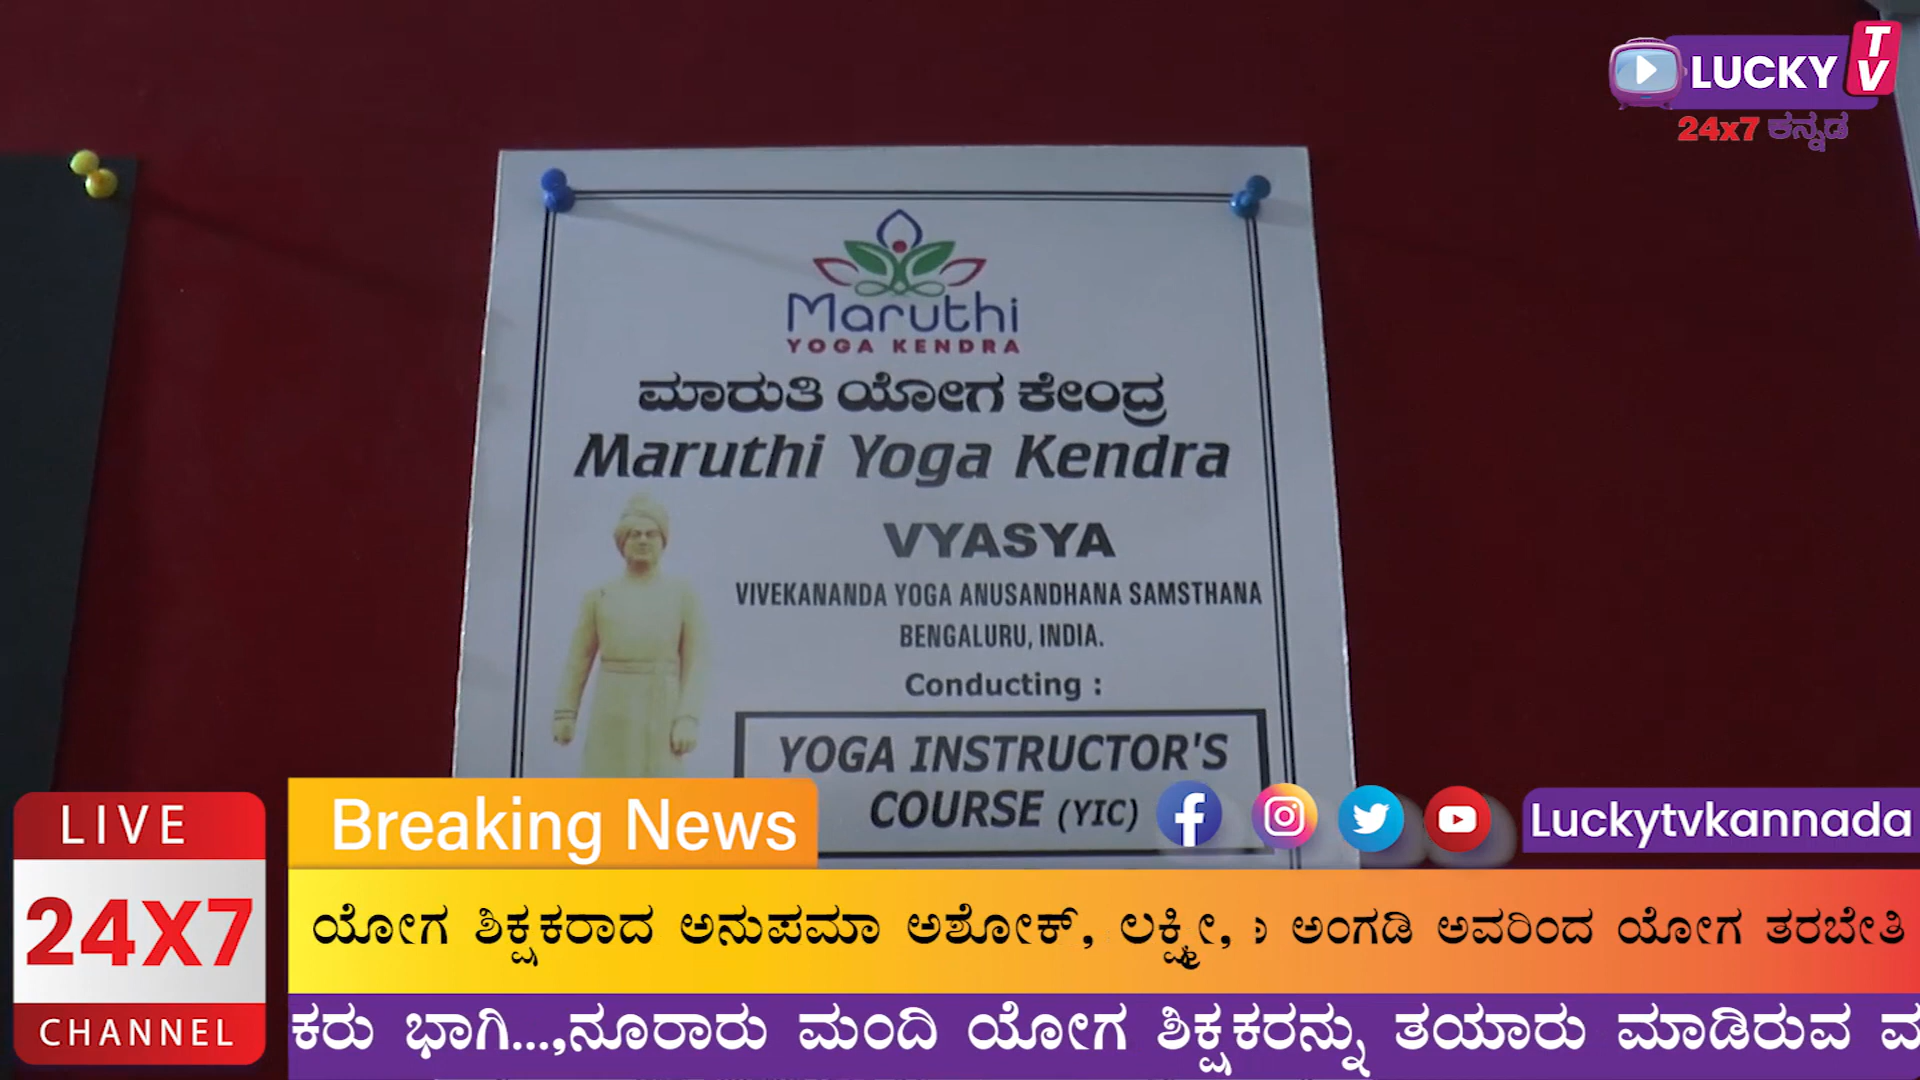 LUCKY TV
24x7 ಕನ್ನಡ
Maruthi
YOGA KENDRA
ಮಾರುತಿ ಯೋಗ ಕೇಂದ್ರ
Maruthi Yoga Kendra
VYASYA
VIVEKANANDA YOGA ANUSANDHANA SAMSTHANA
BENGALURU, INDIA.
Conducting :
YOGA INSTRUCTOR'S
COURSE (YIC)
Luckytvkannada
LIVE
24X7
CHANNEL
Breaking News
ಯೋಗ ಶಿಕ್ಷಕರಾದ ಅನುಪಮಾ ಅಶೋಕ್, ಲಕ್ಷ್ಮೀ, ಅಂಗಡಿ ಅವರಿಂದ ಯೋಗ ತರಬೇತಿ
ಕರು ಭಾಗಿ...,ನೂರಾರು ಮಂದಿ ಯೋಗ ಶಿಕ್ಷಕರನ್ನು ತಯಾರು ಮಾಡಿರುವ